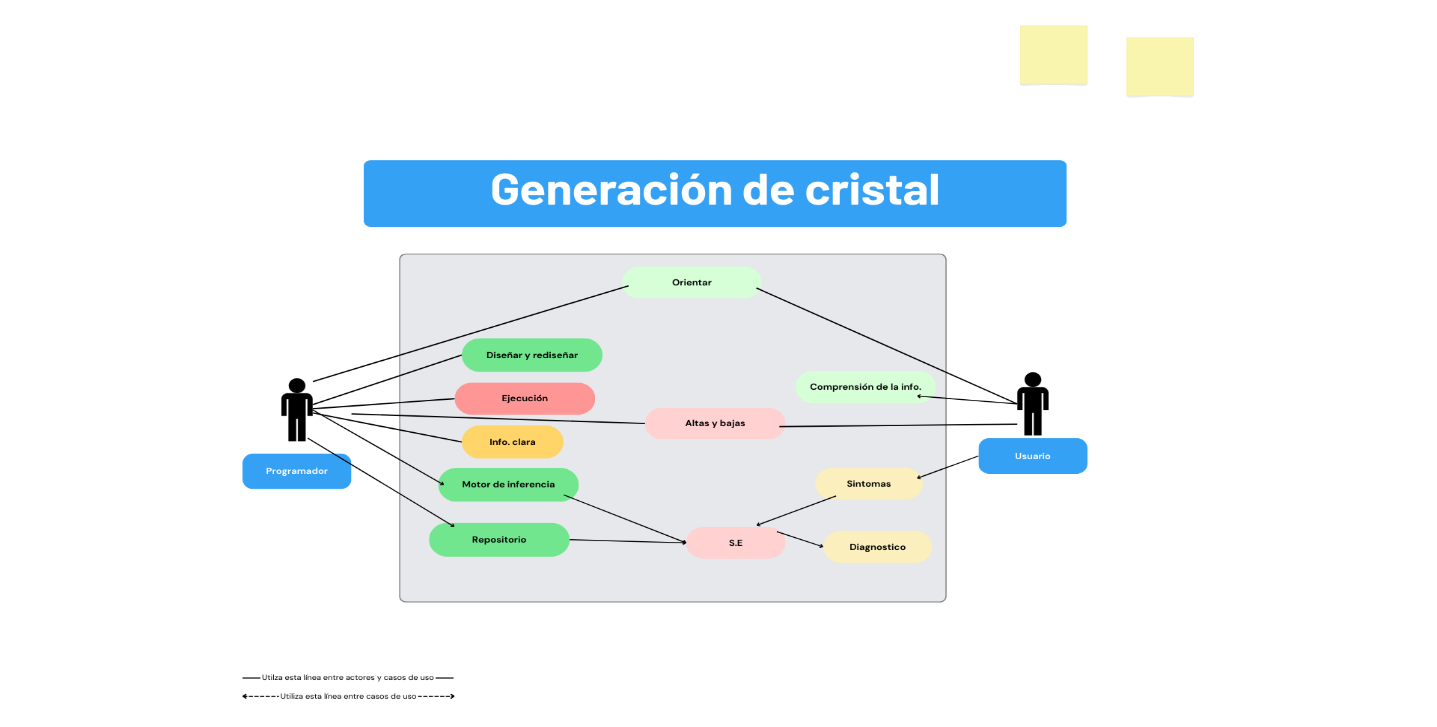 Generación de cristal
Orientar
Diseñar y rediseñar
Comprensión de la info.
Ejecución
Altas y bajas
Info. clara
Usuario
Programador
Motor de inferencia
Sintomas
Repositorio
S.E
Diagnostico
Utilza esta línea entre actores y casos de uso
Utiliza esta línea entre casos de uso